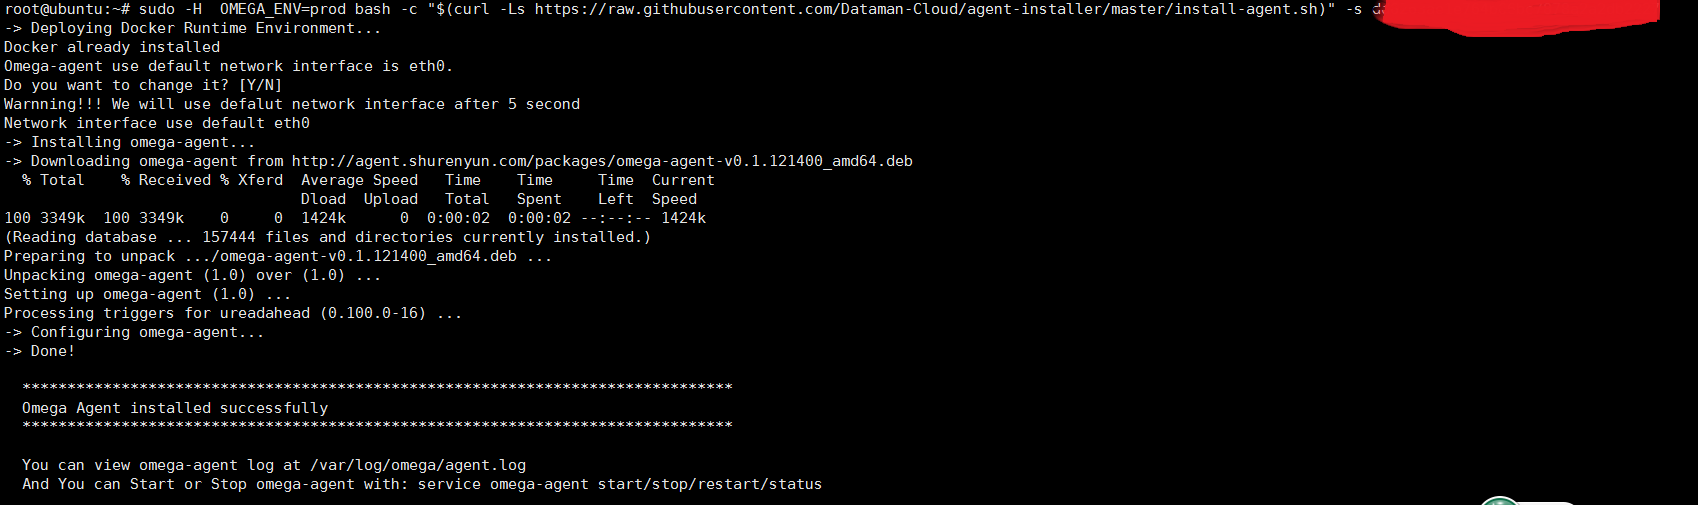 root@ubuntu:~# sudo -H  OMEGA_ENV=prod bash -c "$(curl -Ls https://raw.githubusercontent.com/Dataman-Cloud/agent-installer/master/install-agent.sh)" -s
-> Deploying Docker Runtime Environment...
Docker already installed
Omega-agent use default network interface is eth0.
Do you want to change it? [Y/N]
Warnning!!! We will use defalut network interface after 5 second
Network interface use default eth0
-> Installing omega-agent...
-> Downloading omega-agent from http://agent.shurenyun.com/packages/omega-agent-v0.1.121400_amd64.deb
  % Total    % Received % Xferd  Average Speed   Time    Time     Time  Current
                                 Dload  Upload   Total   Spent    Left  Speed
100 3349k  100 3349k    0     0  1424k      0  0:00:02  0:00:02 --:--:-- 1424k
(Reading database ... 157444 files and directories currently installed.)
Preparing to unpack .../omega-agent-v0.1.121400_amd64.deb ...
Unpacking omega-agent (1.0) over (1.0) ...
Setting up omega-agent (1.0) ...
Processing triggers for ureadahead (0.100.0-16) ...
-> Configuring omega-agent...
-> Done!
  *******************************************************************************
  Omega Agent installed successfully
  *******************************************************************************
  You can view omega-agent log at /var/log/omega/agent.log
  And You can Start or Stop omega-agent with: service omega-agent start/stop/restart/status